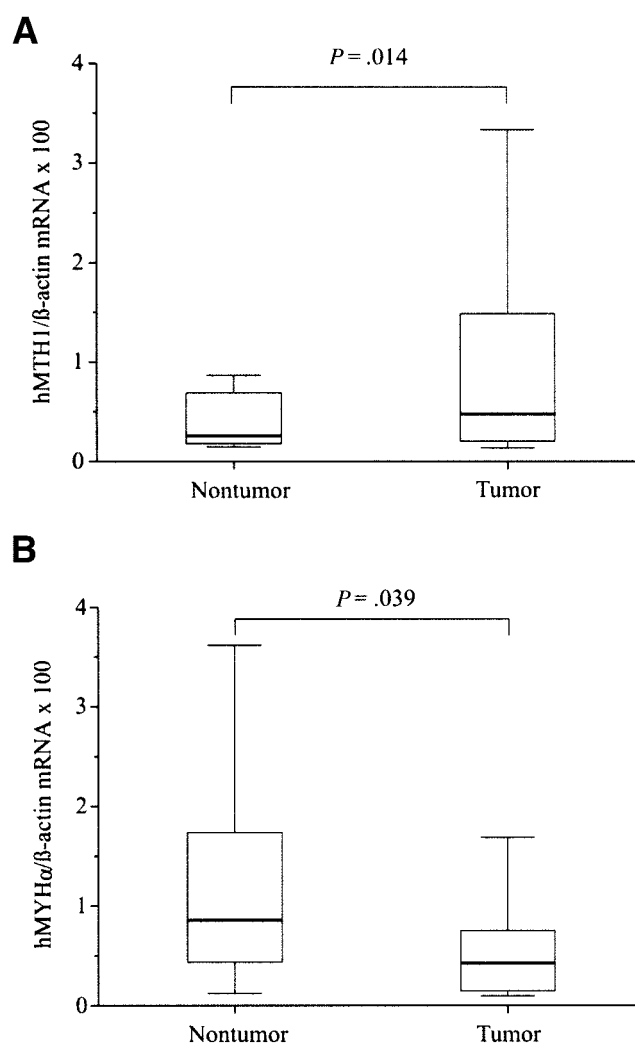 A
P = .014
hMTH1/ß-actin mRNA x 100
4
3
2
1
0
Nontumor
Tumor
B
P = .039
hMYHα/ß-actin mRNA x 100
4
3
2
1
0
Nontumor
Tumor